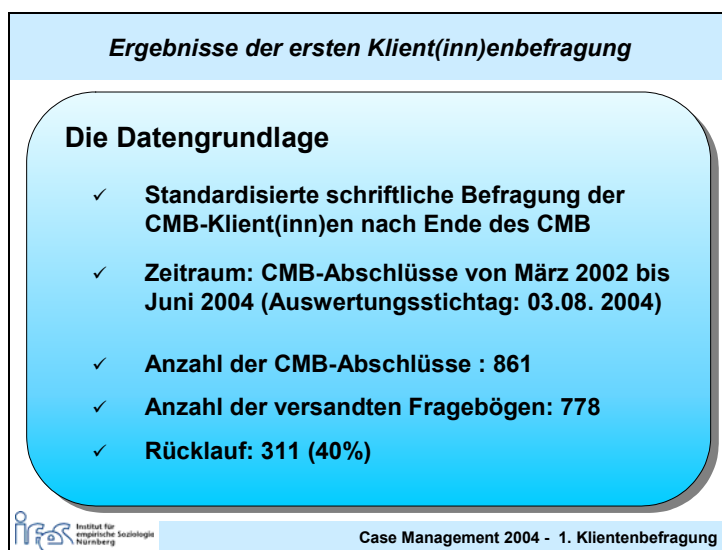 Ergebnisse der ersten Klient(inn)enbefragung
Die Datengrundlage
✓ Standardisierte schriftliche Befragung der
CMB-Klient(inn)en nach Ende des CMB
✓ Zeitraum: CMB-Abschlüsse von März 2002 bis
Juni 2004 (Auswertungsstichtag: 03.08. 2004)
✓ Anzahl der CMB-Abschlüsse : 861
✓ Anzahl der versandten Fragebögen: 778
✓ Rücklauf: 311 (40%)
ifes
Institut für
empirische Soziologie
Nürnberg
Case Management 2004 - 1. Klientenbefragung